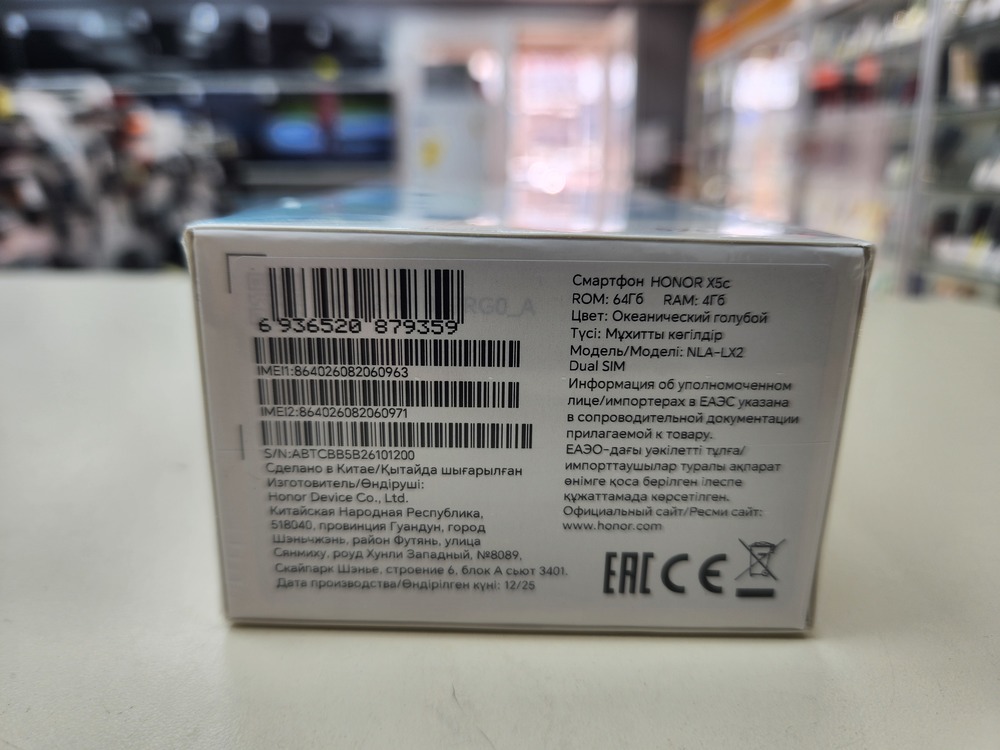 6 936520 879359
RG0_A
IMEI1:864026082060963
IMEI2:864026082060971
S/N:ABTCBB5B26101200
Сделано в Китае/Қытайда шығарылған
Изготовитель/Өндіруші:
Honor Device Co., Ltd.
Китайская Народная Республика,
518040, провинция Гуандун, город
Шэньчжэнь, район Футянь, улица
Сянмиху, роуд Хунли Западный, №8089,
Скайпарк Шэнье, строение 6, блок А сьют 3401.
Дата производства/Өндірілген күні: 12/25
Смартфон HONOR X5c
ROM: 64Гб RAM: 4Гб
Цвет: Океанический голубой
Түсі: Мұхитты көгілдір
Модель/Моделі: NLA-LX2
Dual SIM
Информация об уполномоченном
лице/импортерах в ЕАЭС указана
в сопроводительной документации
прилагаемой к товару.
ЕАЭО-дағы уәкілетті тұлға/
импорттаушылар туралы ақпарат
өнімге қоса берілген ілеспе
құжаттамада көрсетілген.
Официальный сайт/Ресми сайт:
www.honor.com
EAC CE